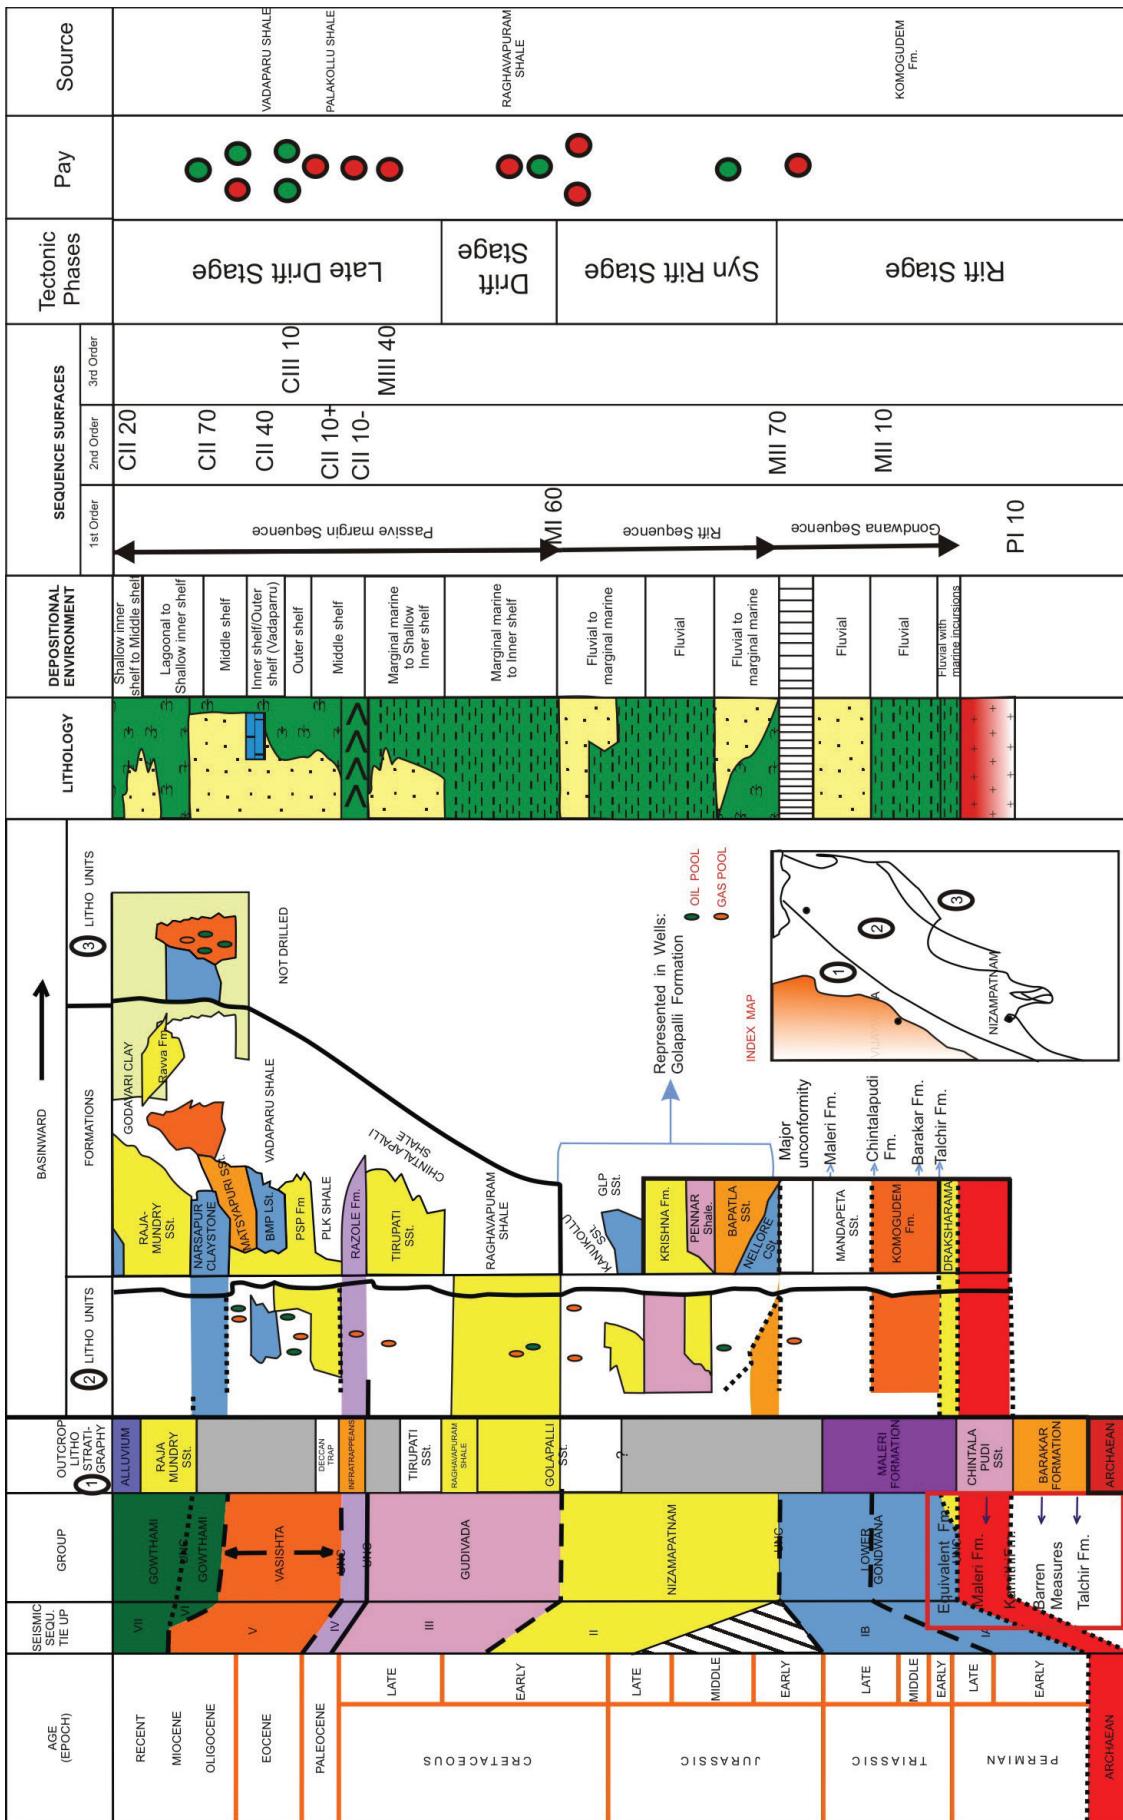 AGE
(EPOCH)
RECENT
MIOCENE
OLIGOCENE
EOCENE
PALEOCENE
CRETACEOUS
LATE
EARLY
JURASSIC
LATE
MIDDLE
EARLY
TRIASSIC
LATE
MIDDLE
EARLY
PERMIAN
LATE
EARLY
ARCHAEAN
SEISMIC
SEQU.
TIE UP
VII
VI
V
IV
III
II
IB
IA
GROUP
GOWTHAMI
UNC
GOWTHAMI
VASISHTA
UNC
UNC
GUDIVADA
NIZAMAPATNAM
UNC
LOWER
GONDWANA
Equivalent Fm.
UNC
Maleri Fm.
Kamithi Fm.
Barren
Measures
Talchir Fm.
1
OUTCROP
LITHO
STRATI-
GRAPHY
ALLUVIUM
RAJA
MUNDRY
SSt.
DECCAN
TRAP
INFRATRAPPEANS
TIRUPATI
SSt.
RAGHAVAPURAM
SHALE
GOLAPALLI
SSt.
?
MALERI
FORMATION
CHINTALA
PUDI SSt.
BARAKAR
FORMATION
ARCHAEAN
2 LITHO UNITS
BASINWARD
FORMATIONS
RAJA-
MUNDRY
SSt.
GODAVARI CLAY
Ravva Fm
NARSAPUR
CLAYSTONE
MATSYAPURI SSt.
BMP LSt.
VADAPARU SHALE
PSP Fm
PLK SHALE
RAZOLE Fm.
TIRUPATI
SSt.
CHINTALAPALLI
SHALE
RAGHAVAPURAM
SHALE
KANUKOLLU
SSt.
GLP
SSt.
KRISHNA Fm.
PENNAR
Shale.
BAPATLA
SSt.
NELLORE
CSt.
MANDAPETA
SSt.
KOMOGUDEM
Fm.
DRAKSHARAMA
3 LITHO UNITS
NOT DRILLED
Represented in Wells:
Golapalli Formation
OIL POOL
GAS POOL
Major
unconformity
Maleri Fm.
Chintalapudi
Fm.
Barakar Fm.
Talchir Fm.
INDEX MAP
1
2
3
NIZAMPATNAM
LITHOLOGY
DEPOSITIONAL
ENVIRONMENT
Shallow inner
shelf to Middle shelf
Lagoonal to
Shallow inner shelf
Middle shelf
Inner shelf/Outer
shelf (Vadaparru)
Outer shelf
Middle shelf
Marginal marine
to Shallow
Inner shelf
Marginal marine
to Inner shelf
Fluvial to
marginal marine
Fluvial
Fluvial to
marginal marine
Fluvial
Fluvial
Fluvial with
marine incursions
SEQUENCE SURFACES
1st Order
2nd Order
3rd Order
Passive margin Sequence
MI 60
Rift Sequence
Gondwana Sequence
PI 10
CII 20
CII 70
CII 40
CII 10+
CII 10-
MII 70
MII 10
CIII 10
MIII 40
Tectonic
Phases
Late Drift Stage
Drift
Stage
Syn Rift Stage
Rift Stage
Pay
Source
VADAPARU SHALE
PALAKOLLU SHALE
RAGHAVAPURAM
SHALE
KOMOGUDEM
Fm.